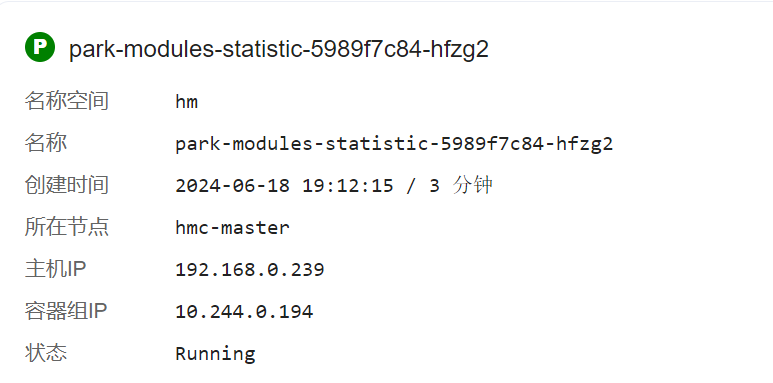 P park-modules-statistic-5989f7c84-hfzg2
名称空间 hm
名称 park-modules-statistic-5989f7c84-hfzg2
创建时间 2024-06-18 19:12:15 / 3 分钟
所在节点 hmc-master
主机IP 192.168.0.239
容器组IP 10.244.0.194
状态 Running